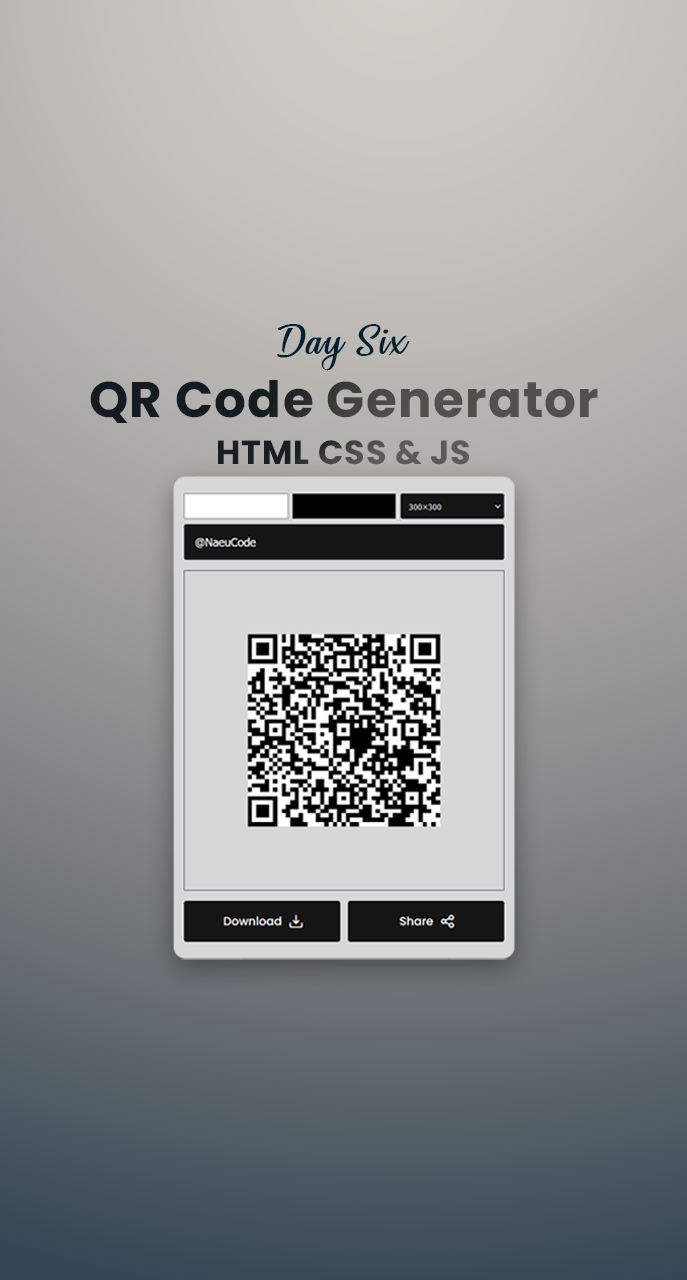 Day Six
QR Code Generator
HTML CSS & JS
300×300
@NaeuCode
Download
Share